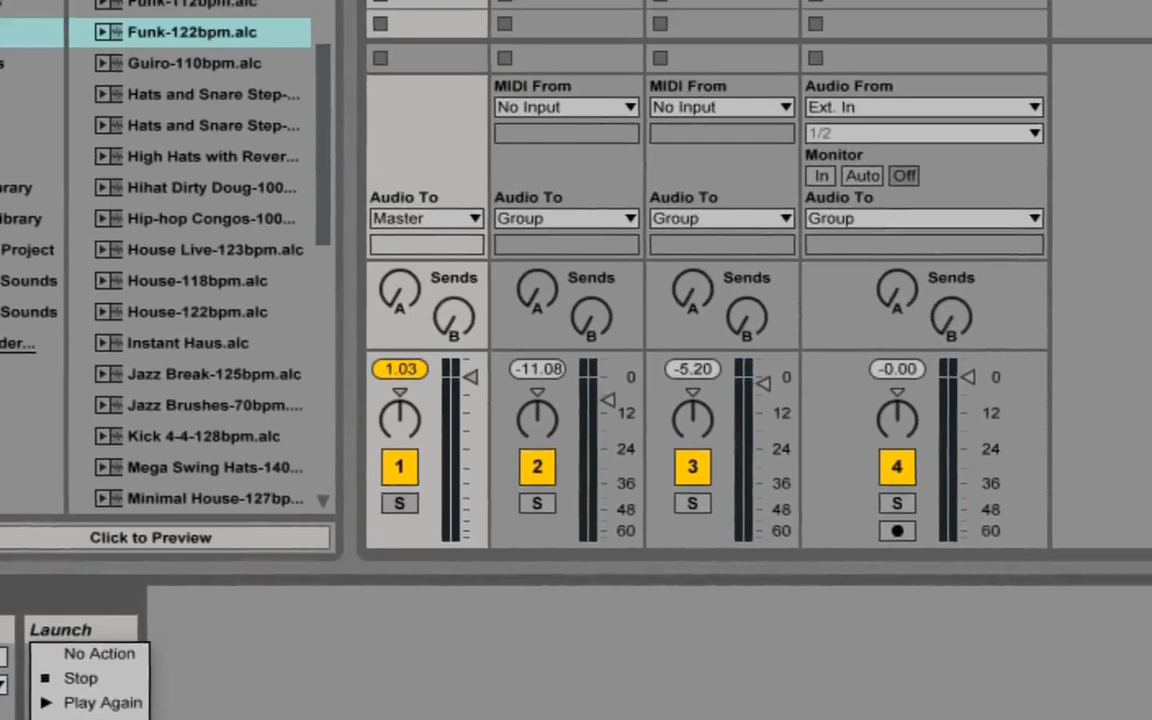 Funk-112bpm.alc
Funk-122bpm.alc
Guiro-110bpm.alc
Hats and Snare Step-...
Hats and Snare Step-...
High Hats with Rever...
Hihat Dirty Doug-100...
Hip-hop Congos-100...
House Live-123bpm.alc
House-118bpm.alc
House-122bpm.alc
Instant Haus.alc
Jazz Break-125bpm.alc
Jazz Brushes-70bpm....
Kick 4-4-128bpm.alc
Mega Swing Hats-140...
Minimal House-127bp...
Project
Sounds
Sounds
Click to Preview
MIDI From MIDI From Audio From
No Input No Input Ext. In
1/2
Monitor
In Auto Off
Audio To Audio To Audio To Audio To
Master Group Group Group
Sends Sends Sends Sends
A A A A
B B B B
1.03 -11.08 -5.20 -0.00
0 0 0
12 12 12
24 24 24
1 2 3 4
36 36 36
S S S S
48 48 48
60 60 60
Launch
No Action
Stop
Play Again